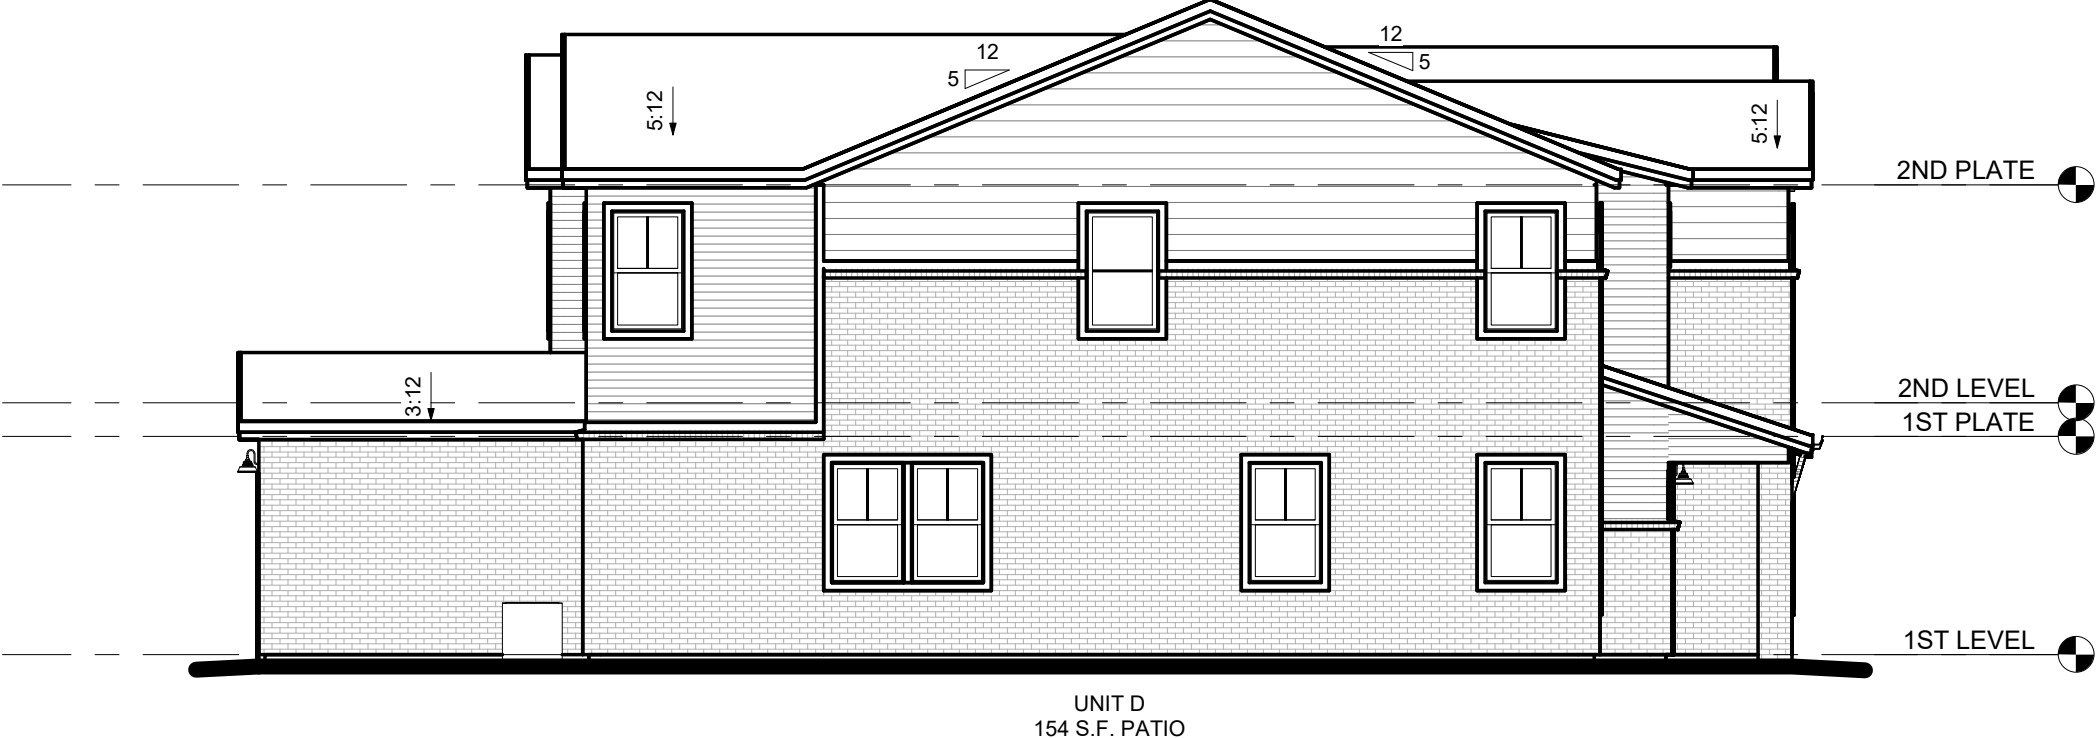 12
5
12
5
5:12
5:12
2ND PLATE
3:12
2ND LEVEL
1ST PLATE
1ST LEVEL
UNIT D
154 S.F. PATIO